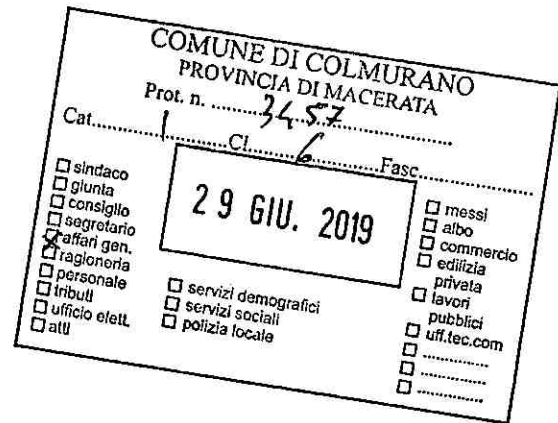 COMUNE DI COLMURANO
PROVINCIA DI MACERATA
Prot. n. .................. 3457
Cat. 1 Cl. 6 Fasc.
29 GIU. 2019
☐ sindaco
☐ giunta
☐ consiglio
☐ segretario
☒ affari gen.
☐ ragioneria
☐ personale
☐ tributi
☐ ufficio elett.
☐ atti
☐ servizi demografici
☐ servizi sociali
☐ polizia locale
☐ messi
☐ albo
☐ commercio
☐ edilizia
privata
☐ lavori
pubblici
☐ uff.tec.com
☐ ..............
☐ ..............
☐ ..............